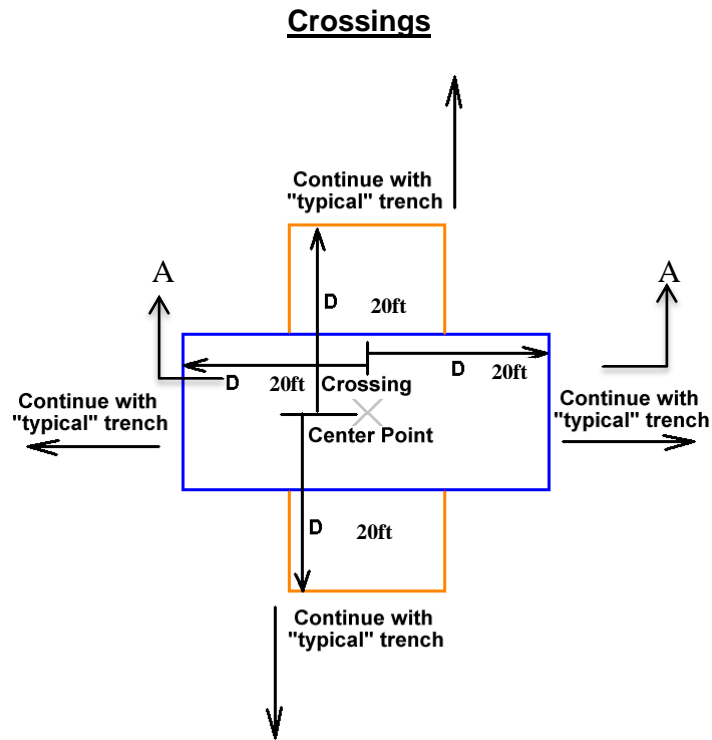 Crossings
Continue with
"typical" trench
A
A
D 20ft
D 20ft
D 20ft
Crossing
Center Point
Continue with
"typical" trench
Continue with
"typical" trench
D 20ft
Continue with
"typical" trench